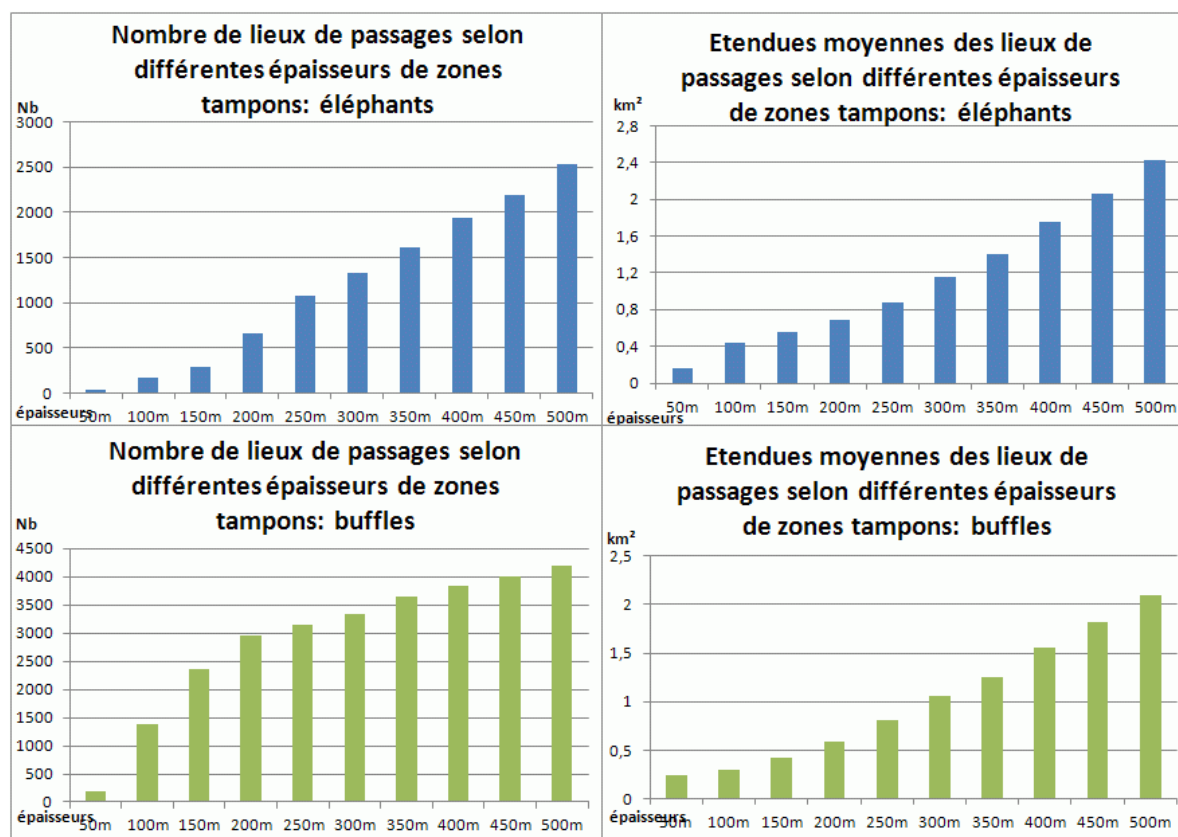 Nombre de lieux de passages selon
différentes épaisseurs de zones
tampons: éléphants
Nb
3000
2500
2000
1500
1000
500
0
épaisseurs
50m 100m 150m 200m 250m 300m 350m 400m 450m 500m
Etendues moyennes des lieux de
passages selon différentes épaisseurs
de zones tampons: éléphants
km²
2,8
2,4
2
1,6
1,2
0,8
0,4
0
50m 100m 150m 200m 250m 300m 350m 400m 450m 500m
épaisseurs
Nombre de lieux de passages selon
différentes épaisseurs de zones
tampons: buffles
Nb
4500
4000
3500
3000
2500
2000
1500
1000
500
0
épaisseurs
50m 100m 150m 200m 250m 300m 350m 400m 450m 500m
Etendues moyennes des lieux de
passages selon différentes épaisseurs
de zones tampons: buffles
km²
2,5
2
1,5
1
0,5
0
épaisseurs
50m 100m 150m 200m 250m 300m 350m 400m 450m 500m